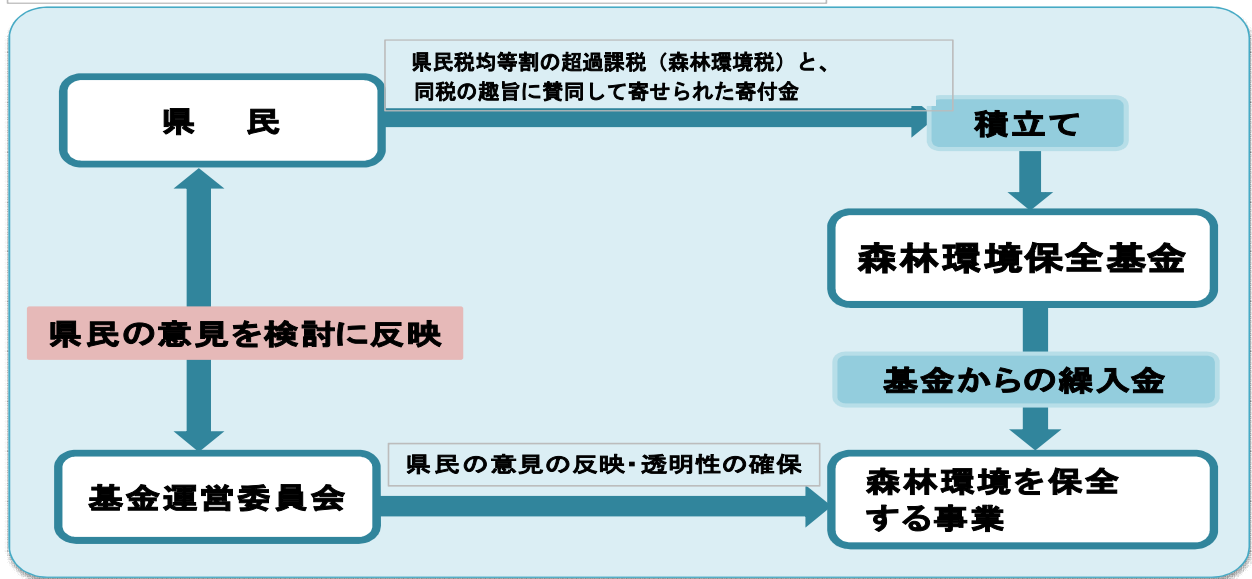 県民税均等割の超過課税（森林環境税）と、
同税の趣旨に賛同して寄せられた寄付金
県　民
積立て
森林環境保全基金
県民の意見を検討に反映
基金からの繰入金
県民の意見の反映・透明性の確保
基金運営委員会
森林環境を保全
する事業